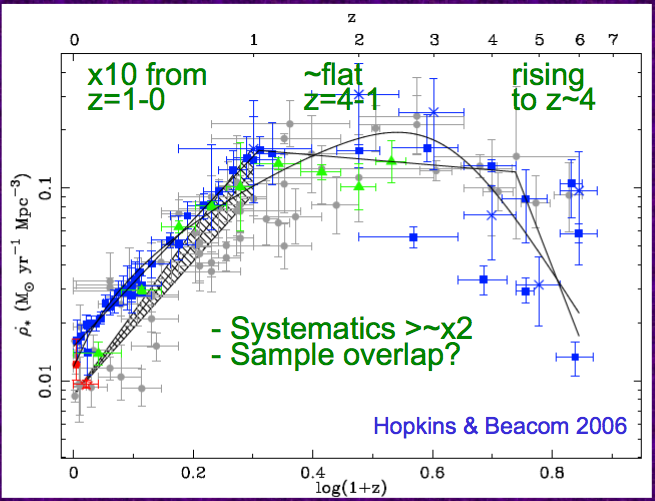 z
0 1 2 3 4 5 6 7
x10 from
z=1-0
~flat
z=4-1
rising
to z~4
0.1
0.01
ρ̇* (M⊙ yr⁻¹ Mpc⁻³)
- Systematics >~x2
- Sample overlap?
Hopkins & Beacom 2006
0 0.2 0.4 0.6 0.8
log(1+z)